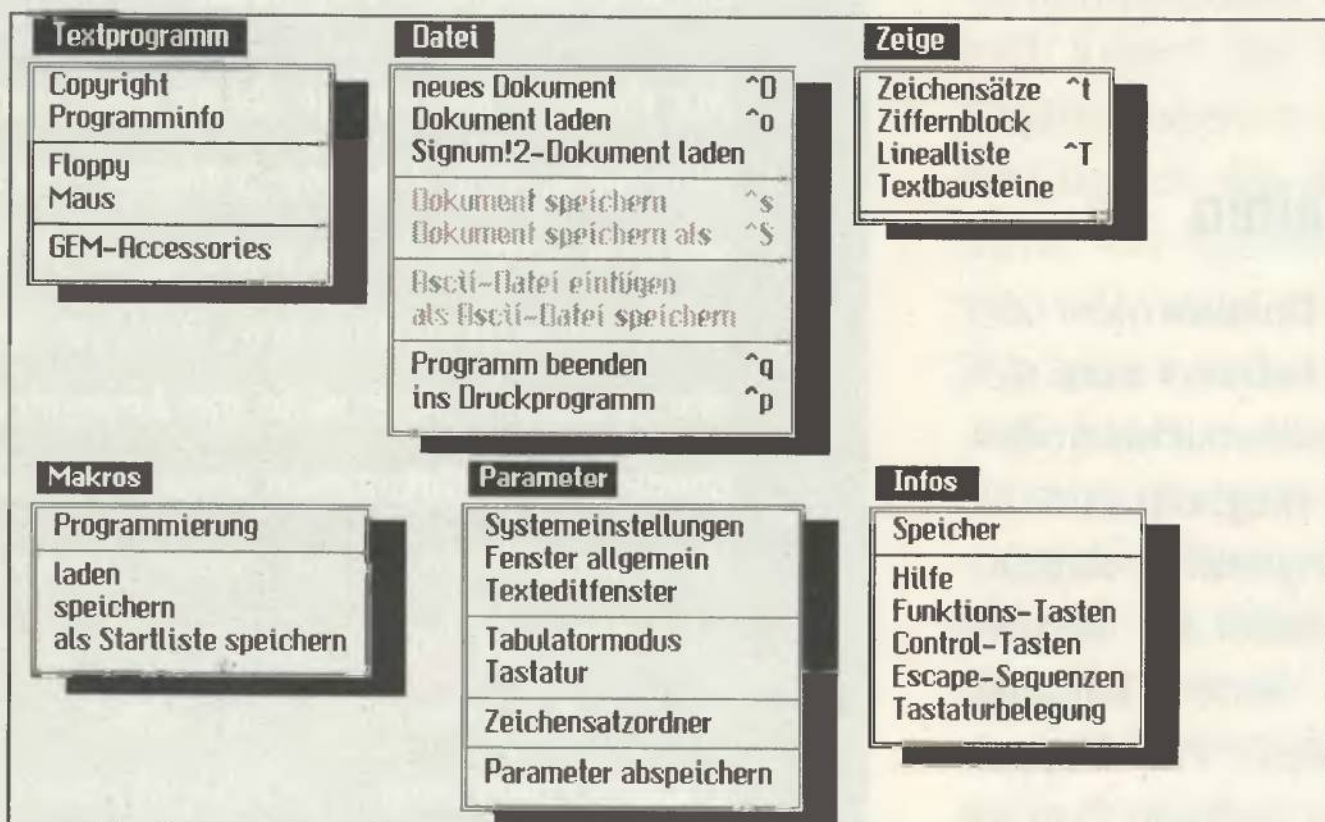 Textprogramm
Copyright
Programminfo
Floppy
Maus
GEM-Accessories
Datei
neues Dokument ^O
Dokument laden ^o
Signum!2-Dokument laden
Dokument speichern ^s
Dokument speichern als ^S
Ascii-Datei einfügen
als Ascii-Datei speichern
Programm beenden ^q
ins Druckprogramm ^p
Zeige
Zeichensätze ^t
Ziffernblock
Linealliste ^T
Textbausteine
Makros
Programmierung
laden
speichern
als Startliste speichern
Parameter
Systemeinstellungen
Fenster allgemein
Texteditfenster
Tabulatormodus
Tastatur
Zeichensatzordner
Parameter abspeichern
Infos
Speicher
Hilfe
Funktions-Tasten
Control-Tasten
Escape-Sequenzen
Tastaturbelegung